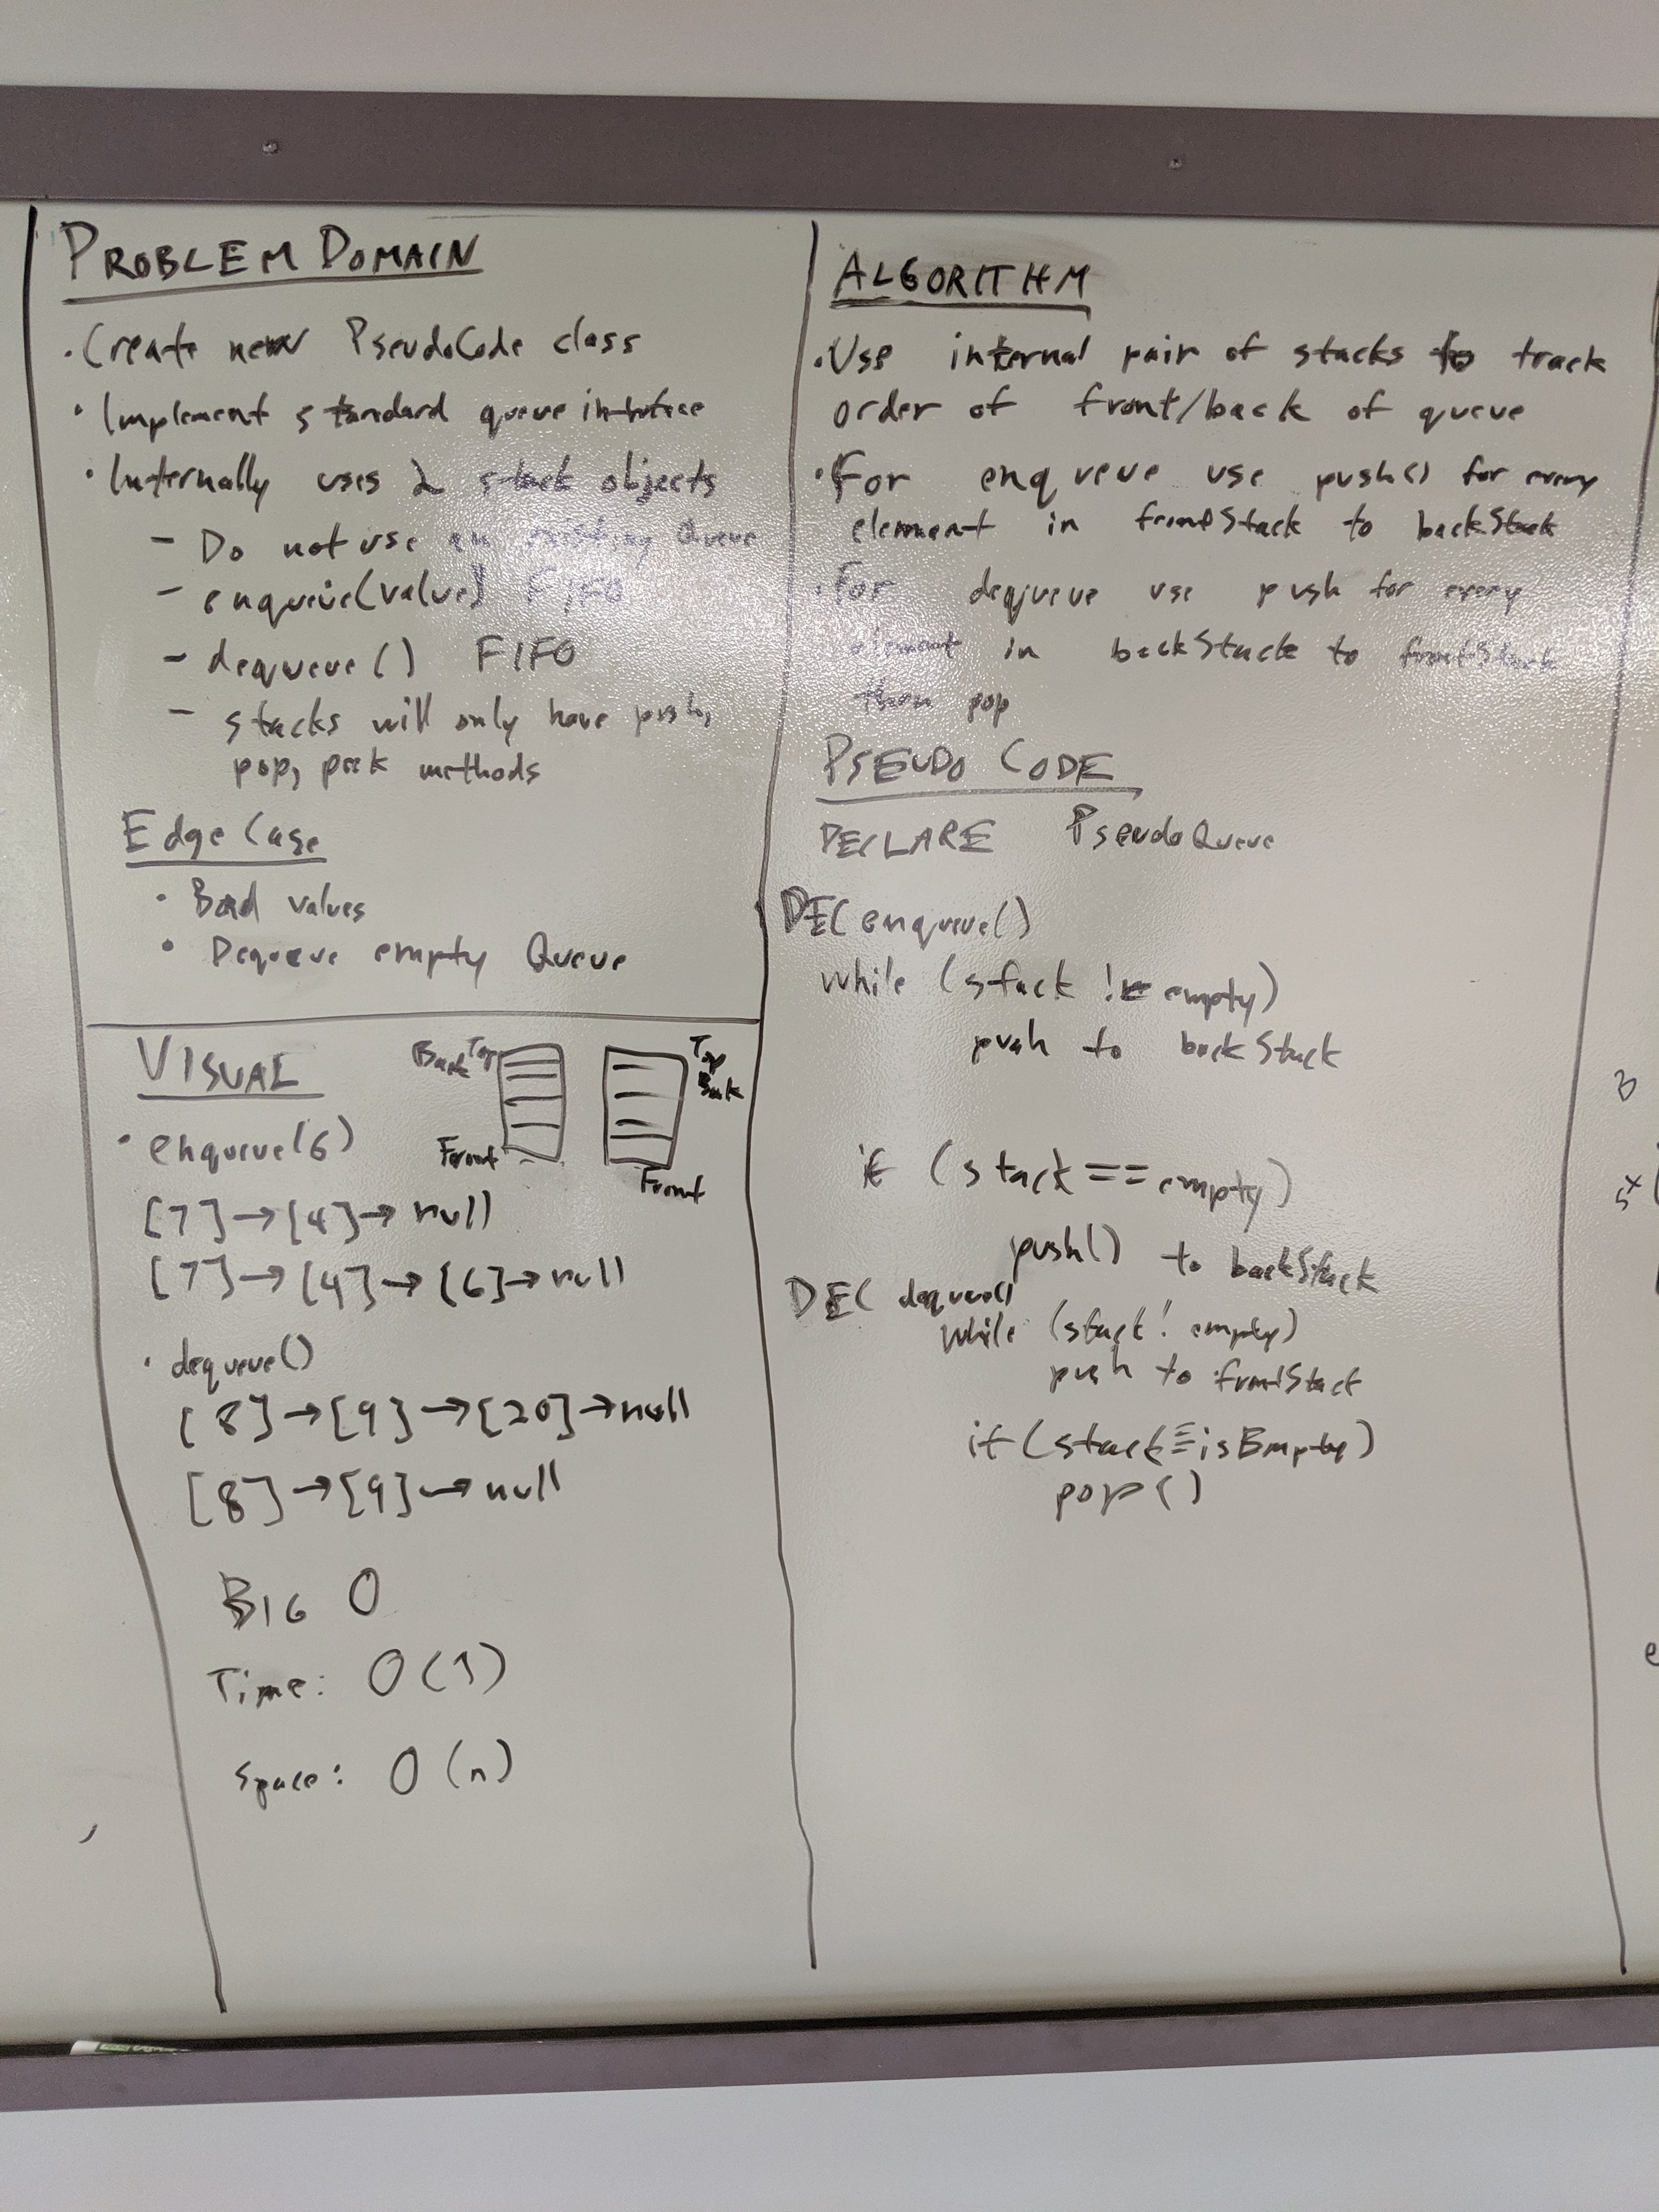 PROBLEM DOMAIN
· Create new PseudoCode class
· Implement standard queue interface
· Internally uses 2 stack objects
- Do not use an existing Queue
- enqueue(value) FIFO
- dequeue() FIFO
- stacks will only have push,
pop, peek methods
Edge Case
· Bad values
· Dequeue empty Queue
VISUAL
Back Top
Front
Top
Back
Front
· enqueue(6)
[7]→[4]→ null
[7]→[4]→[6]→null
· dequeue()
[8]→[9]→[20]→null
[8]→[9]→null
BIG O
Time: O(1)
Space: O(n)
ALGORITHM
· Use internal pair of stacks to track
order of front/back of queue
· For enqueue use push() for every
element in frontStack to backStack
· For dequeue use push for every
element in backStack to frontStack
then pop
PSEUDO CODE
DECLARE PseudoQueue
DEC enqueue()
while (stack != empty)
push to backStack
if (stack == empty)
push() to backStack
DEC dequeue()
while (stack! empty)
push to frontStack
if (stack ≡ isEmpty)
pop()
B